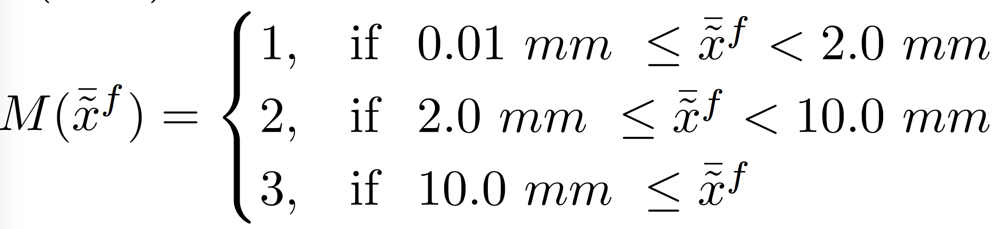 1, if 0.01 mm ≤ x̃̃̄ᶠ < 2.0 mm
M(x̃̃̄ᶠ) = { 2, if 2.0 mm ≤ x̃̃̄ᶠ < 10.0 mm
3, if 10.0 mm ≤ x̃̃̄ᶠ